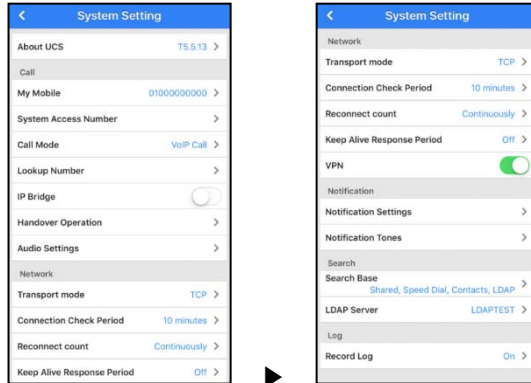 System Setting
About UCS T5.5.13 >
Call
My Mobile 01000000000 >
System Access Number >
Call Mode VoIP Call >
Lookup Number >
IP Bridge
Handover Operation >
Audio Settings >
Network
Transport mode TCP >
Connection Check Period 10 minutes >
Reconnect count Continuously >
Keep Alive Response Period Off >
System Setting
Network
Transport mode TCP >
Connection Check Period 10 minutes >
Reconnect count Continuously >
Keep Alive Response Period Off >
VPN
Notification
Notification Settings >
Notification Tones >
Search
Search Base
Shared, Speed Dial, Contacts, LDAP >
LDAP Server LDAPTEST >
Log
Record Log On >